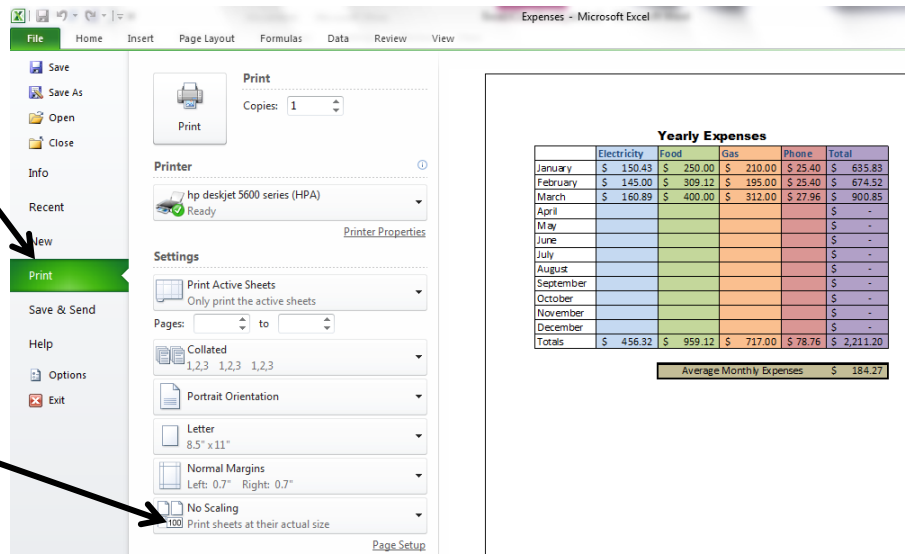 Expenses - Microsoft Excel
File Home Insert Page Layout Formulas Data Review View
Save
Save As
Open
Close
Info
Recent
New
Print
Save & Send
Help
Options
Exit
Print
Print
Copies: 1
Printer
hp deskjet 5600 series (HPA)
Ready
Printer Properties
Settings
Print Active Sheets
Only print the active sheets
Pages: to
Collated
1,2,3 1,2,3 1,2,3
Portrait Orientation
Letter
8.5" x 11"
Normal Margins
Left: 0.7" Right: 0.7"
No Scaling
100 Print sheets at their actual size
Page Setup
Yearly Expenses
Electricity Food Gas Phone Total
January $ 150.43 $ 250.00 $ 210.00 $ 25.40 $ 635.83
February $ 145.00 $ 309.12 $ 195.00 $ 25.40 $ 674.52
March $ 160.89 $ 400.00 $ 312.00 $ 27.96 $ 900.85
April $ -
May $ -
June $ -
July $ -
August $ -
September $ -
October $ -
November $ -
December $ -
Totals $ 456.32 $ 959.12 $ 717.00 $ 78.76 $ 2,211.20
Average Monthly Expenses $ 184.27